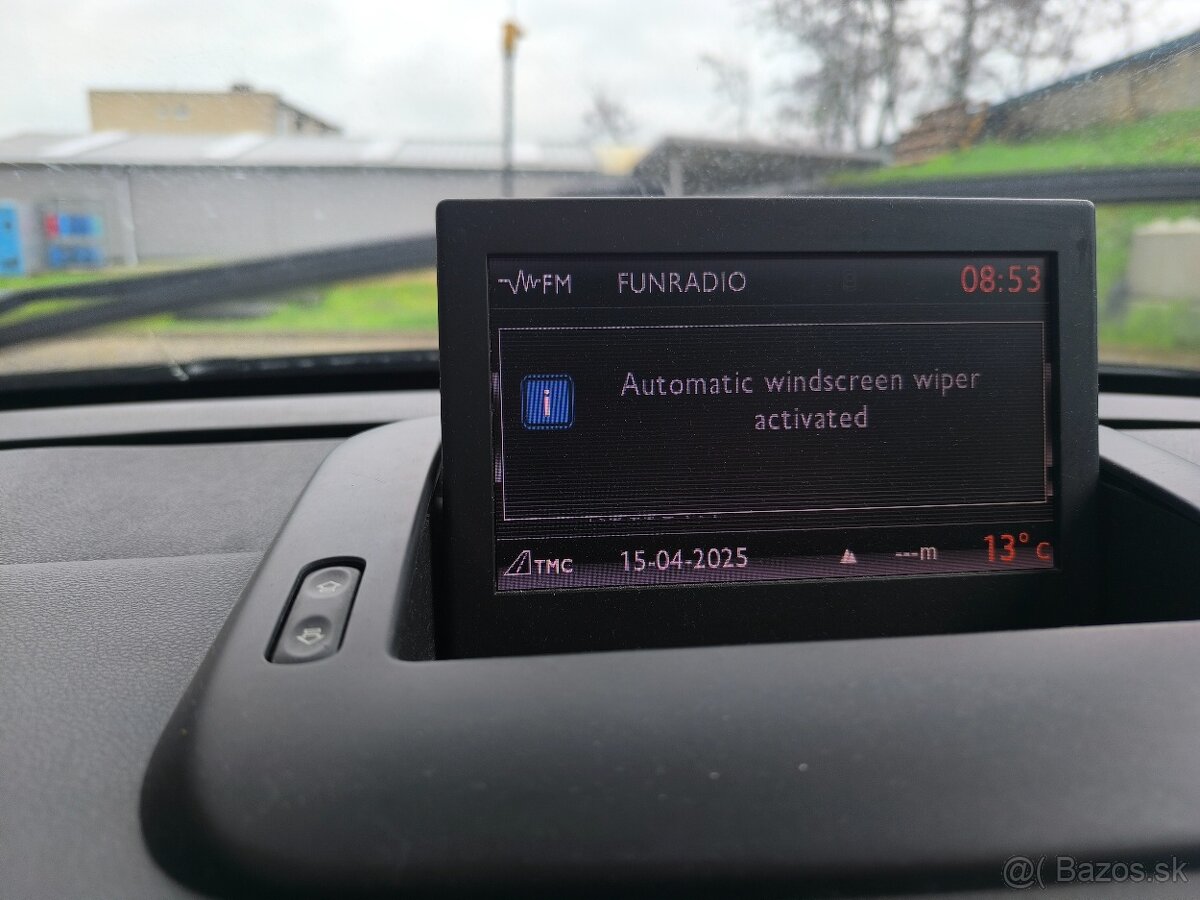 FM FUNRADIO 08:53
i
Automatic windscreen wiper
activated
TMC 15-04-2025 ---m 13° C
@( Bazos.sk